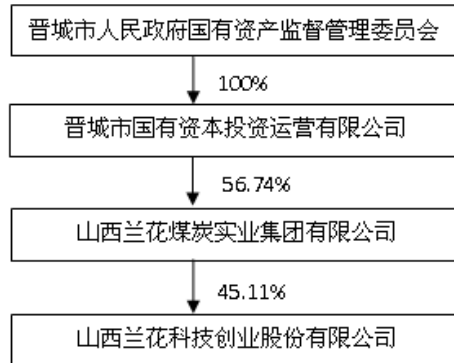 晋城市人民政府国有资产监督管理委员会
100%
晋城市国有资本投资运营有限公司
56.74%
山西兰花煤炭实业集团有限公司
45.11%
山西兰花科技创业股份有限公司